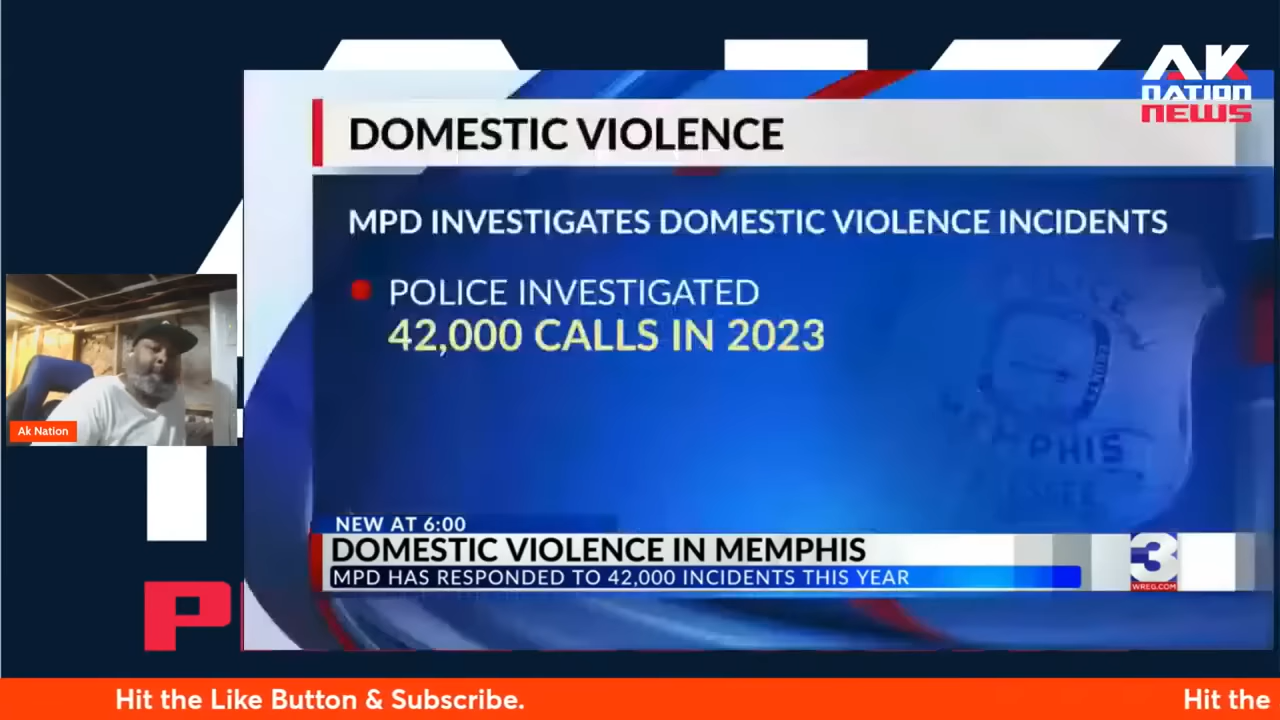 AK
NATION
NEWS
DOMESTIC VIOLENCE
MPD INVESTIGATES DOMESTIC VIOLENCE INCIDENTS
POLICE INVESTIGATED
42,000 CALLS IN 2023
POLICE
MEMPHIS
Ak Nation
NEW AT 6:00
DOMESTIC VIOLENCE IN MEMPHIS
MPD HAS RESPONDED TO 42,000 INCIDENTS THIS YEAR
3
WREG.COM
P
Hit the Like Button & Subscribe.
Hit the